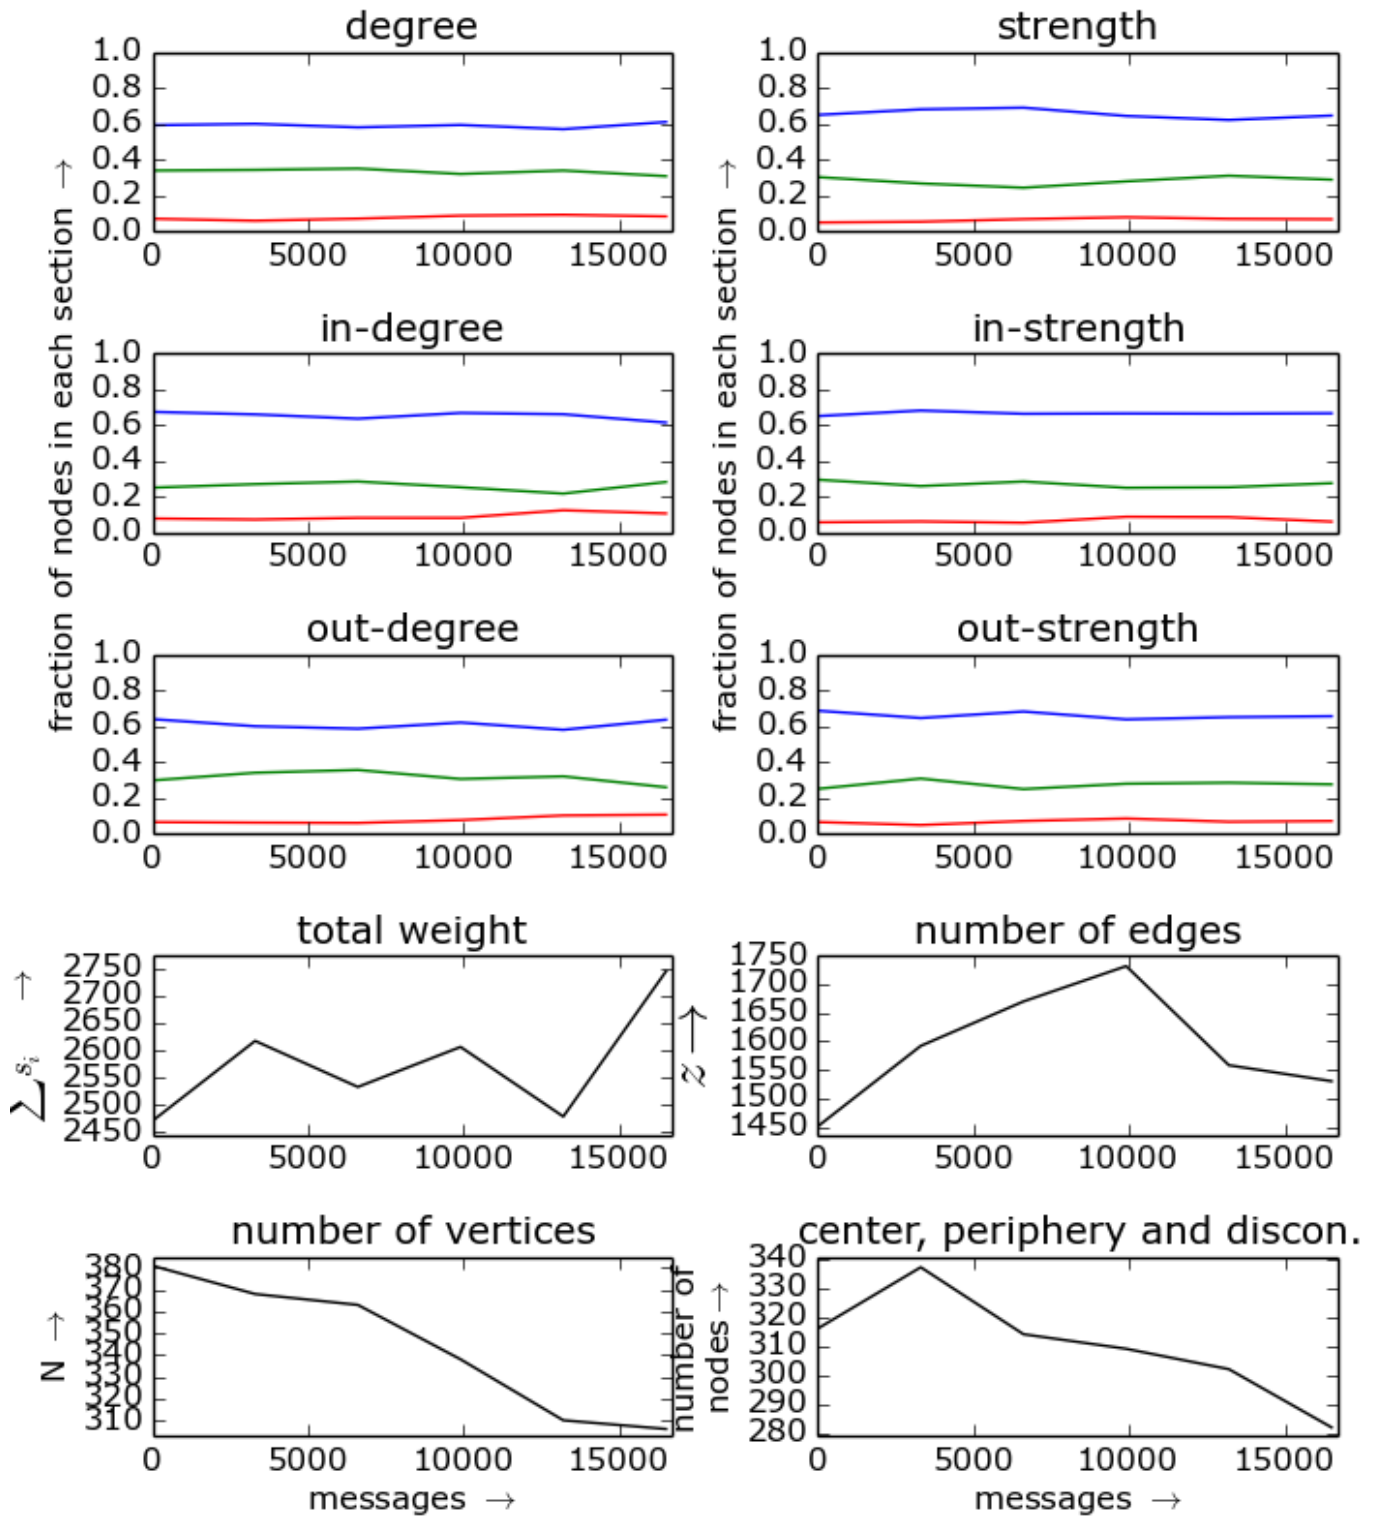 degree
1.0
0.8
0.6
0.4
0.2
0.0
0 5000 10000 15000
strength
1.0
0.8
0.6
0.4
0.2
0.0
0 5000 10000 15000
fraction of nodes in each section →
fraction of nodes in each section →
in-degree
1.0
0.8
0.6
0.4
0.2
0.0
0 5000 10000 15000
in-strength
1.0
0.8
0.6
0.4
0.2
0.0
0 5000 10000 15000
out-degree
1.0
0.8
0.6
0.4
0.2
0.0
0 5000 10000 15000
out-strength
1.0
0.8
0.6
0.4
0.2
0.0
0 5000 10000 15000
total weight
∑ s_i →
2750
2700
2650
2600
2550
2500
2450
0 5000 10000 15000
number of edges
z →
1750
1700
1650
1600
1550
1500
1450
0 5000 10000 15000
number of vertices
N →
380
370
360
350
340
330
320
310
0 5000 10000 15000
messages →
center, periphery and discon.
number of
nodes →
340
330
320
310
300
290
280
0 5000 10000 15000
messages →